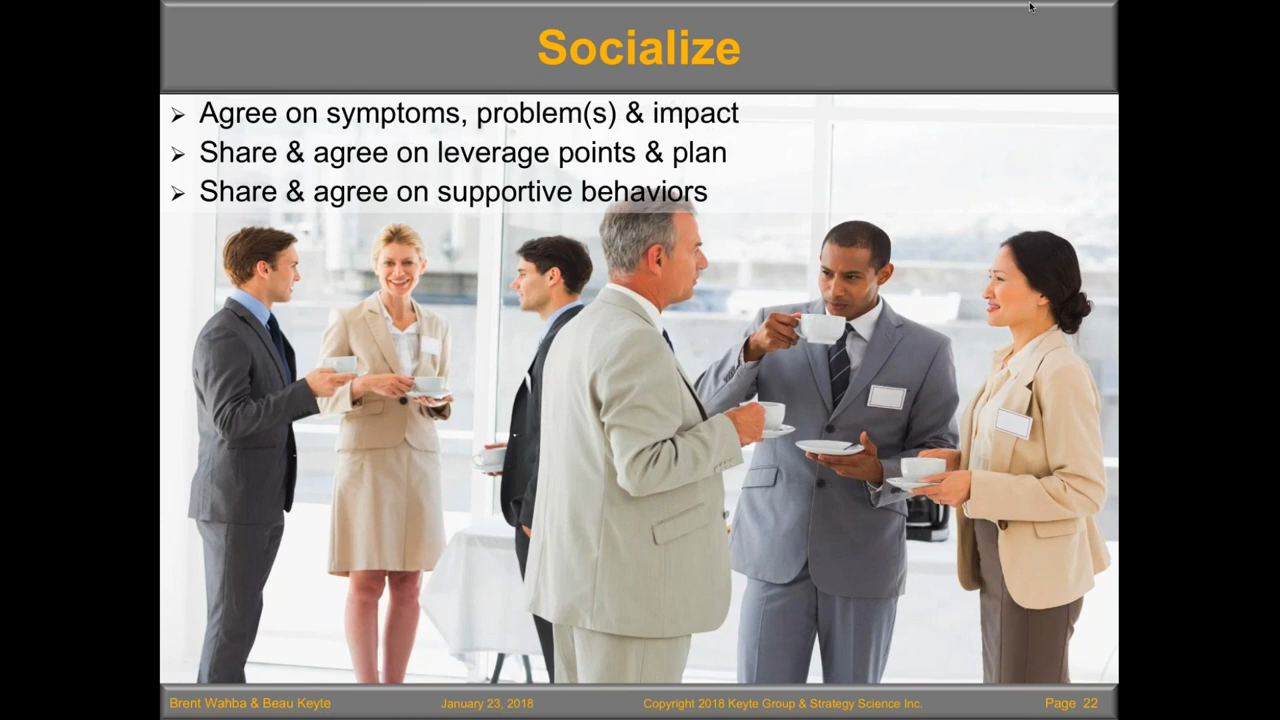 Socialize
➢ Agree on symptoms, problem(s) & impact
➢ Share & agree on leverage points & plan
➢ Share & agree on supportive behaviors
Brent Wahba & Beau Keyte January 23, 2018 Copyright 2018 Keyte Group & Strategy Science Inc. Page 22